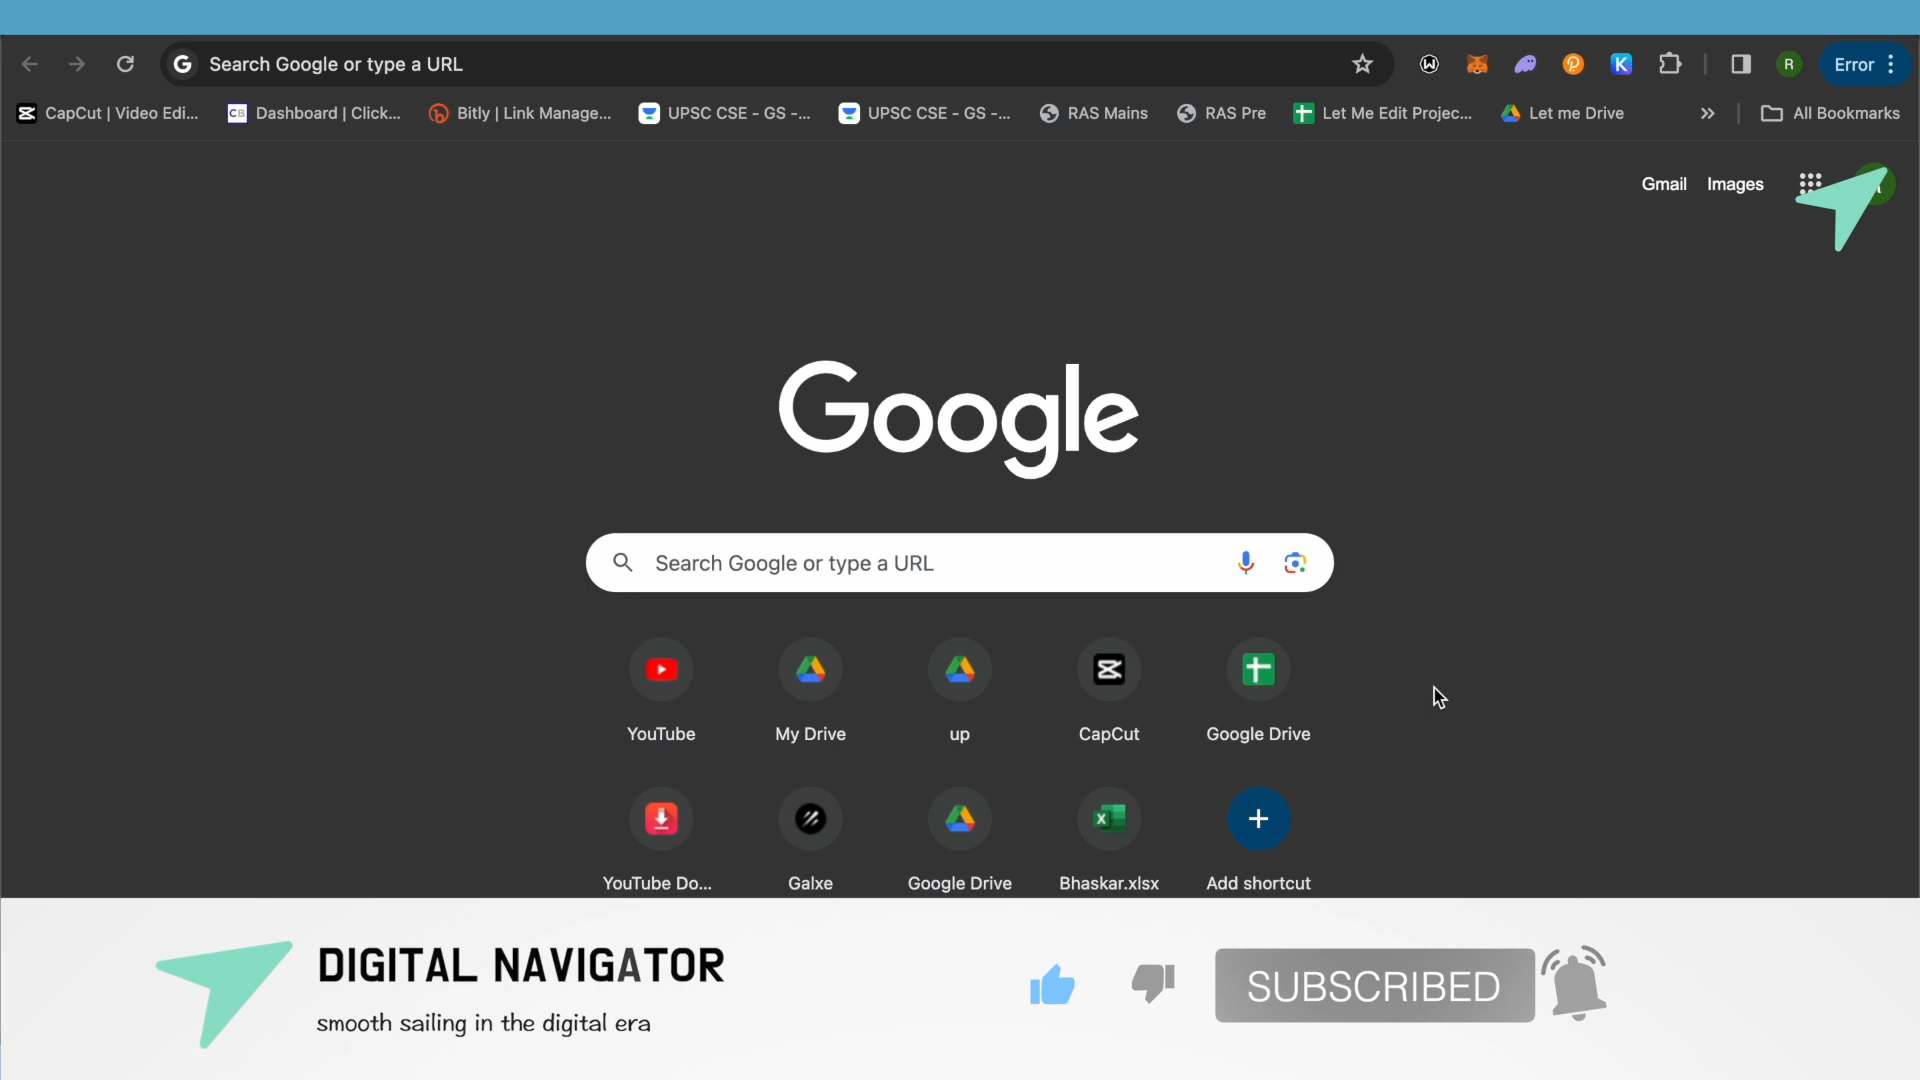 Search Google or type a URL
R
Error
CapCut | Video Edi...
CB
Dashboard | Click...
Bitly | Link Manage...
UPSC CSE - GS -...
UPSC CSE - GS -...
RAS Mains
RAS Pre
Let Me Edit Projec...
Let me Drive
All Bookmarks
Gmail
Images
Google
Search Google or type a URL
YouTube
My Drive
up
CapCut
Google Drive
YouTube Do...
Galxe
Google Drive
Bhaskar.xlsx
Add shortcut
DIGITAL NAVIGATOR
smooth sailing in the digital era
SUBSCRIBED